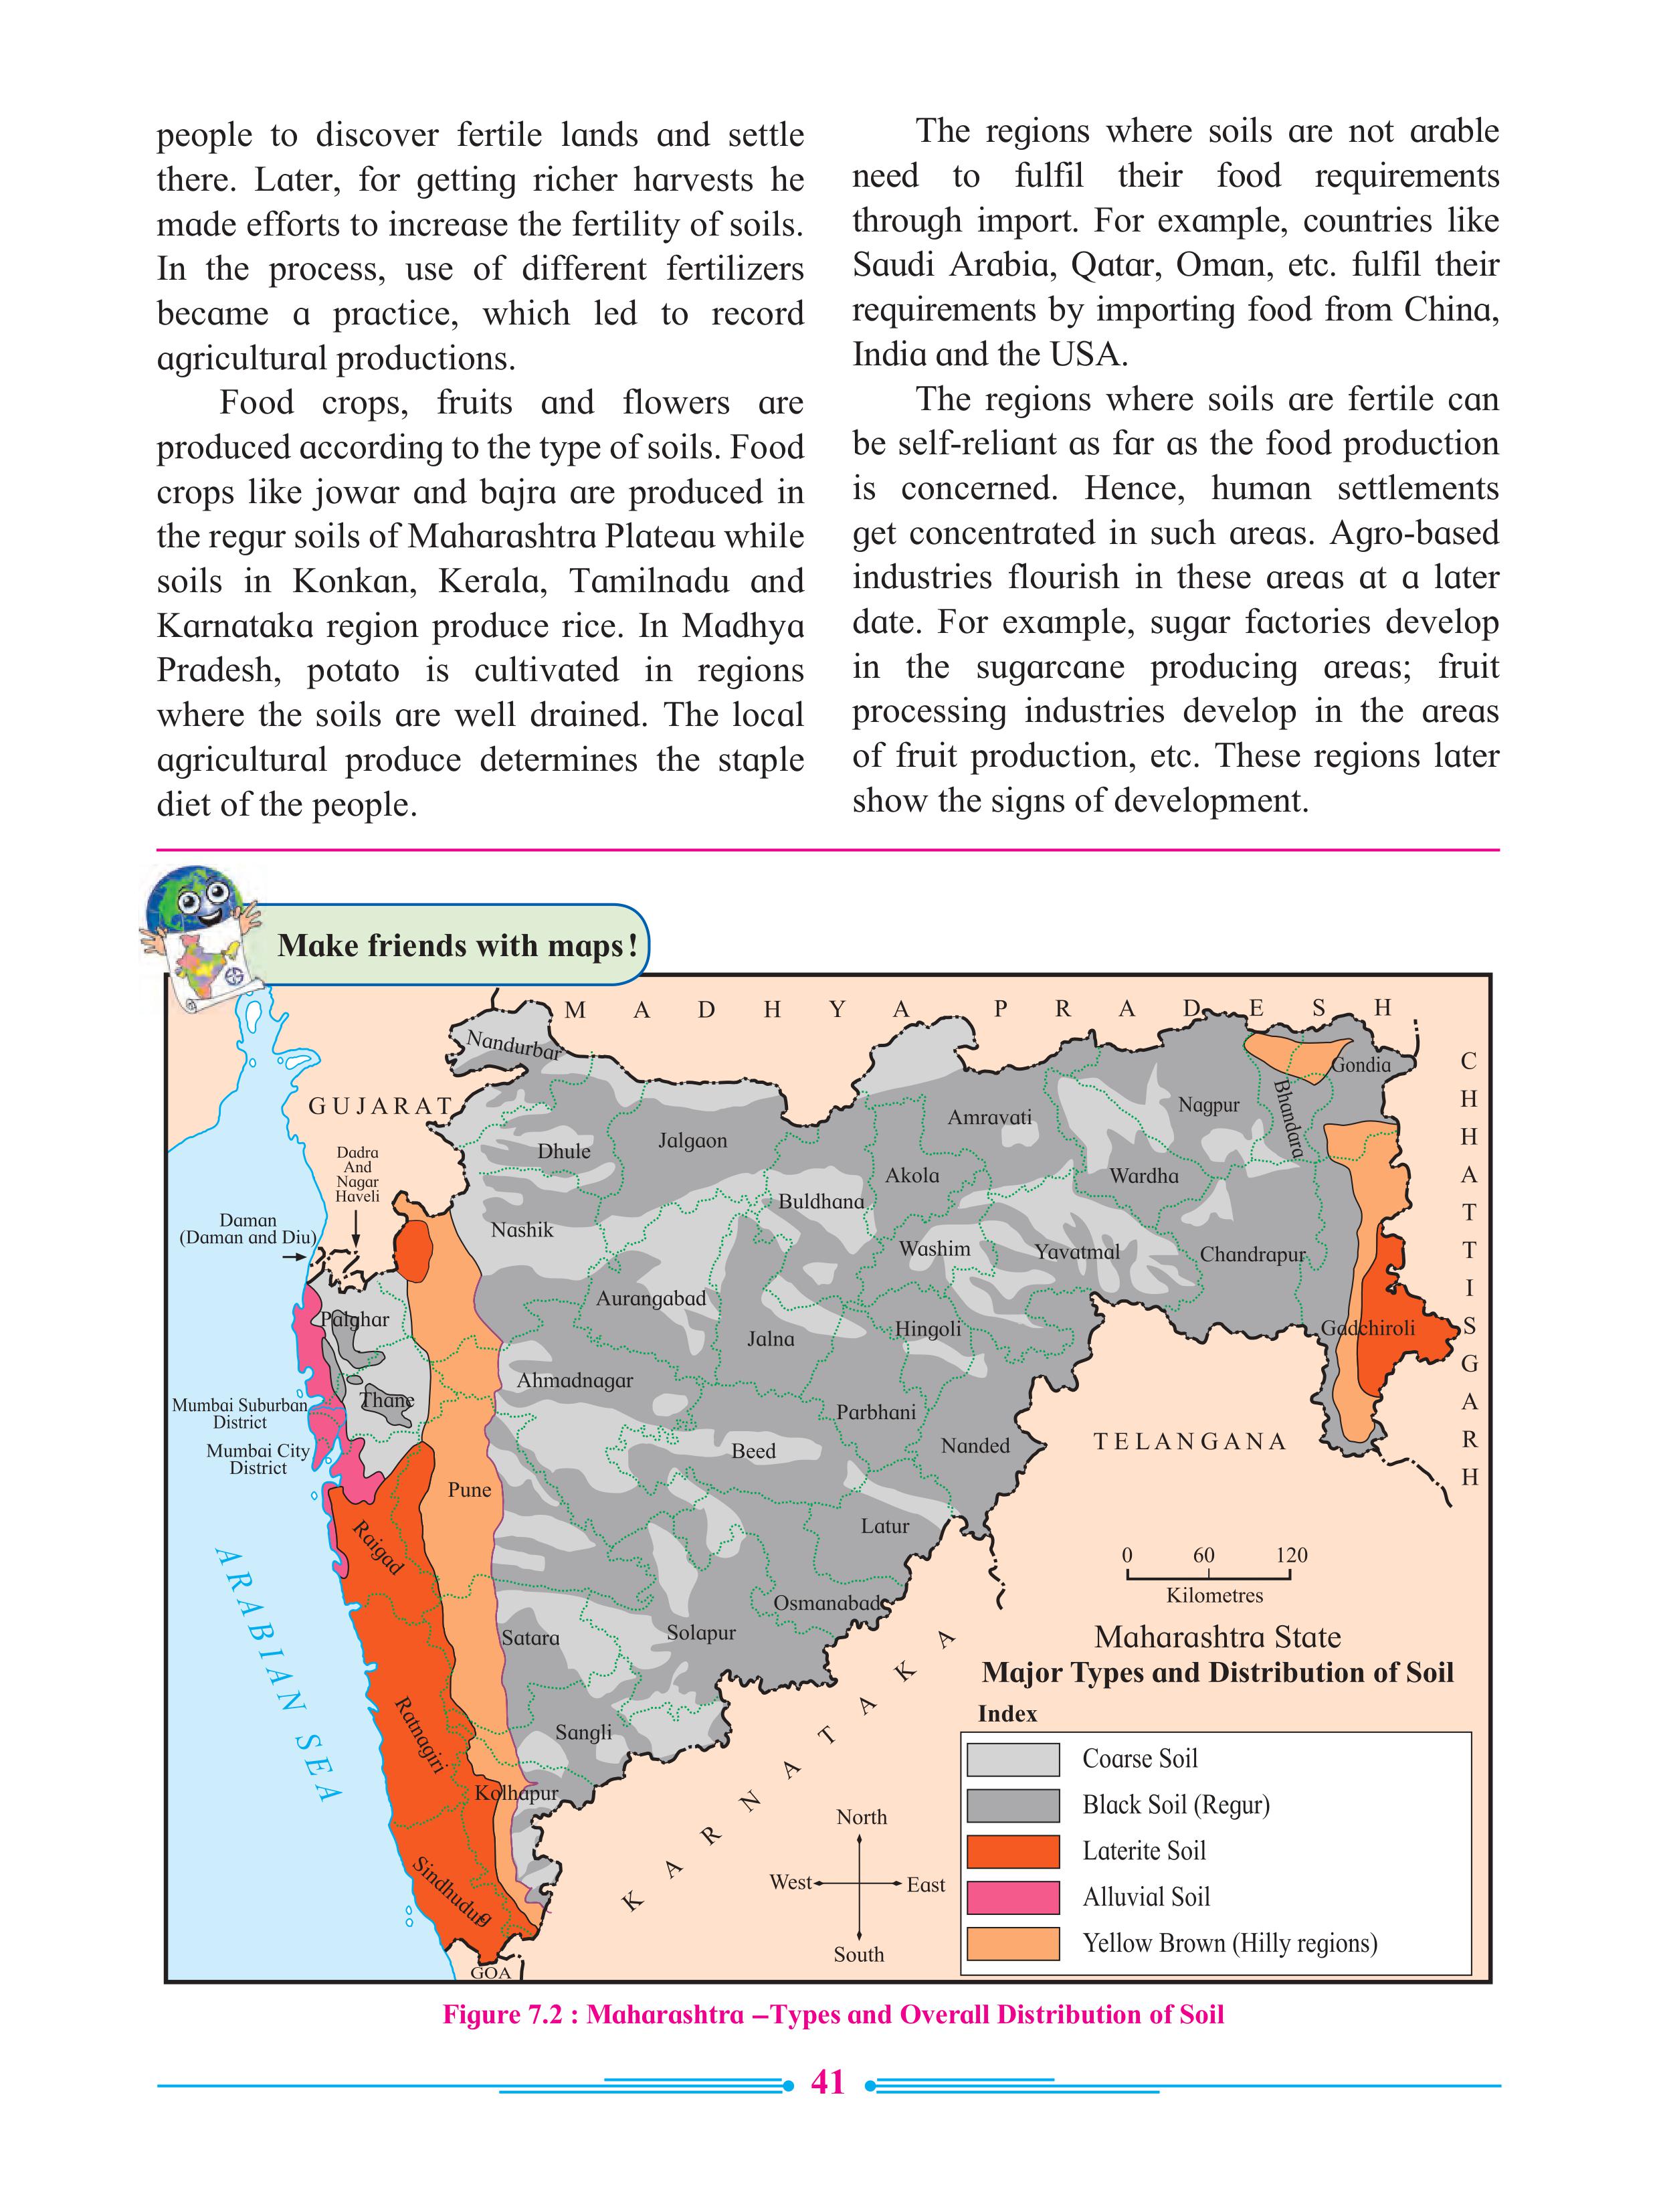 people to discover fertile lands and settle
there. Later, for getting richer harvests he
made efforts to increase the fertility of soils.
In the process, use of different fertilizers
became a practice, which led to record
agricultural productions.
Food crops, fruits and flowers are
produced according to the type of soils. Food
crops like jowar and bajra are produced in
the regur soils of Maharashtra Plateau while
soils in Konkan, Kerala, Tamilnadu and
Karnataka region produce rice. In Madhya
Pradesh, potato is cultivated in regions
where the soils are well drained. The local
agricultural produce determines the staple
diet of the people.
The regions where soils are not arable
need to fulfil their food requirements
through import. For example, countries like
Saudi Arabia, Qatar, Oman, etc. fulfil their
requirements by importing food from China,
India and the USA.
The regions where soils are fertile can
be self-reliant as far as the food production
is concerned. Hence, human settlements
get concentrated in such areas. Agro-based
industries flourish in these areas at a later
date. For example, sugar factories develop
in the sugarcane producing areas; fruit
processing industries develop in the areas
of fruit production, etc. These regions later
show the signs of development.
Make friends with maps!
MADHYA PRADESH
CHHATTISGARH
GUJARAT
Nandurbar
Gondia
Bhandara
Nagpur
Amravati
Dhule
Jalgaon
Dadra
And
Nagar
Haveli
Akola
Wardha
Buldhana
Daman
(Daman and Diu)
Nashik
Washim
Yavatmal
Chandrapur
Aurangabad
Palghar
Jalna
Hingoli
Gadchiroli
Ahmadnagar
Thane
Mumbai Suburban
District
Parbhani
Mumbai City
District
Beed
Nanded
TELANGANA
Pune
Raigad
Latur
ARABIAN SEA
Osmanabad
Satara
Solapur
Ratnagiri
Sangli
Kolhapur
Sindhudurg
KARNATAKA
GOA
0 60 120
Kilometres
Maharashtra State
Major Types and Distribution of Soil
Index
Coarse Soil
Black Soil (Regur)
Laterite Soil
Alluvial Soil
Yellow Brown (Hilly regions)
North
West East
South
Figure 7.2 : Maharashtra –Types and Overall Distribution of Soil
41